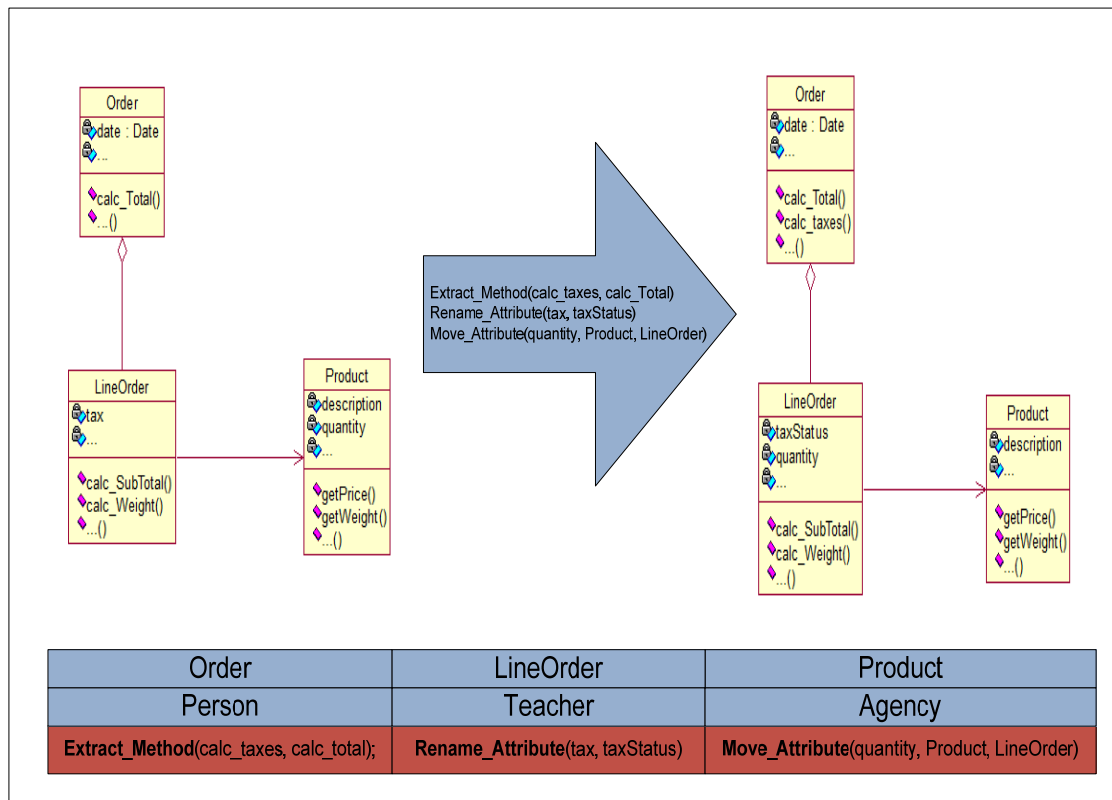 Order
date : Date
...
calc_Total()
...()
LineOrder
tax
...
calc_SubTotal()
calc_Weight()
...()
Product
description
quantity
...
getPrice()
getWeight()
...()
Extract_Method(calc_taxes, calc_Total)
Rename_Attribute(tax, taxStatus)
Move_Attribute(quantity, Product, LineOrder)
Order
date : Date
...
calc_Total()
calc_taxes()
...()
LineOrder
taxStatus
quantity
...
calc_SubTotal()
calc_Weight()
...()
Product
description
...
getPrice()
getWeight()
...()
Order LineOrder Product
Person Teacher Agency
Extract_Method(calc_taxes, calc_total); Rename_Attribute(tax, taxStatus) Move_Attribute(quantity, Product, LineOrder)